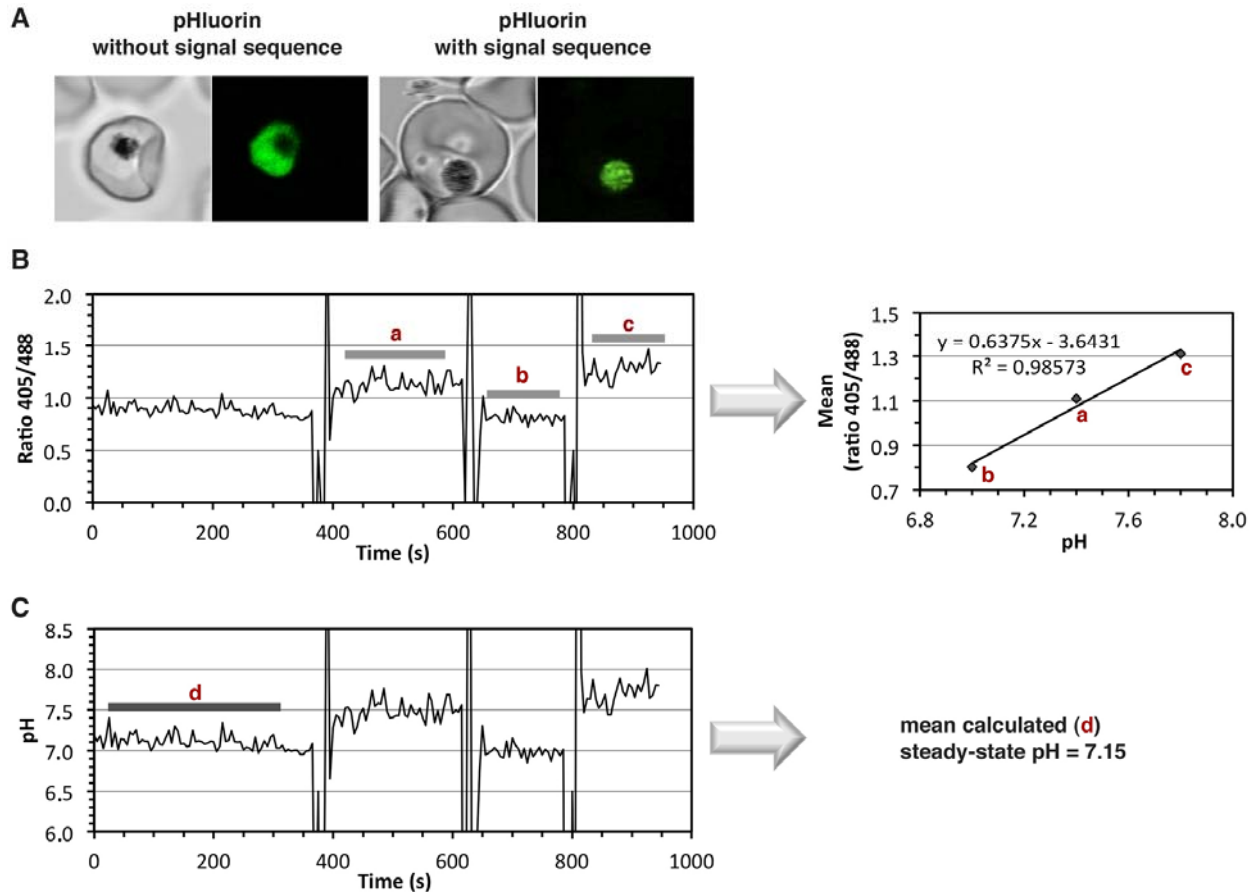 A
pHluorin
without signal sequence
pHluorin
with signal sequence
B
Ratio 405/488
2.0
1.5
1.0
0.5
0.0
a
b
c
0 200 400 600 800 1000
Time (s)
Mean
(ratio 405/488)
1.5
1.3
1.1
0.9
0.7
y = 0.6375x - 3.6431
R² = 0.98573
c
a
b
6.8 7.2 7.6 8.0
pH
C
pH
8.5
8.0
7.5
7.0
6.5
6.0
d
0 200 400 600 800 1000
Time (s)
mean calculated (d)
steady-state pH = 7.15